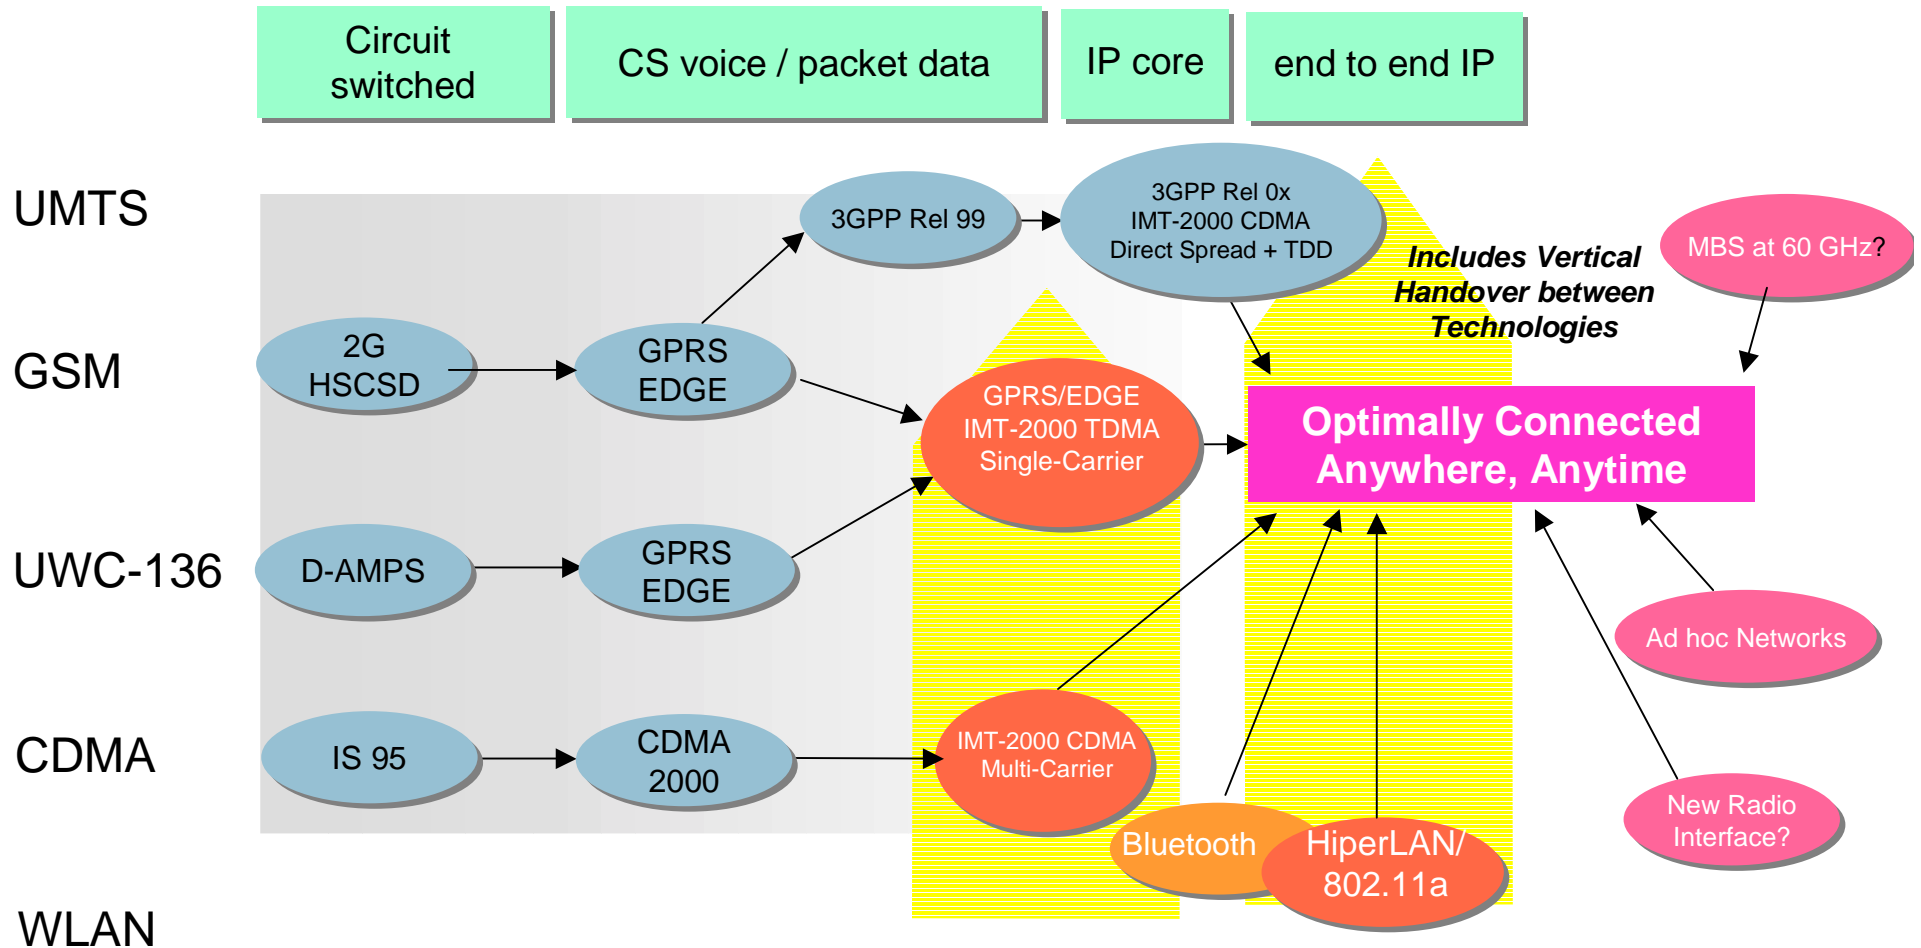 Circuit
switched
CS voice / packet data
IP core
end to end IP
UMTS
3GPP Rel 99
3GPP Rel 0x
IMT-2000 CDMA
Direct Spread + TDD
Includes Vertical
Handover between
Technologies
MBS at 60 GHz?
GSM
2G
HSCSD
GPRS
EDGE
GPRS/EDGE
IMT-2000 TDMA
Single-Carrier
Optimally Connected
Anywhere, Anytime
UWC-136
D-AMPS
GPRS
EDGE
Ad hoc Networks
CDMA
IS 95
CDMA
2000
IMT-2000 CDMA
Multi-Carrier
New Radio
Interface?
Bluetooth
HiperLAN/
802.11a
WLAN